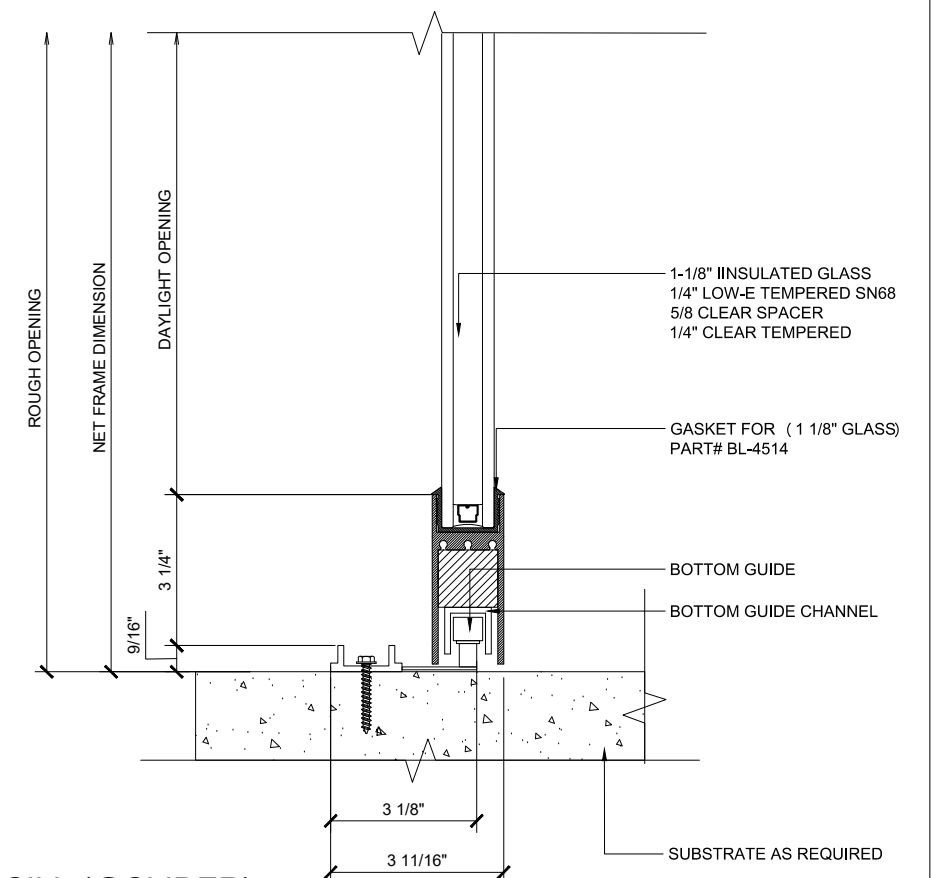 ROUGH OPENING
NET FRAME DIMENSION
DAYLIGHT OPENING
3 1/4"
9/16"
1-1/8" IINSULATED GLASS
1/4" LOW-E TEMPERED SN68
5/8 CLEAR SPACER
1/4" CLEAR TEMPERED
GASKET FOR ( 1 1/8" GLASS)
PART# BL-4514
BOTTOM GUIDE
BOTTOM GUIDE CHANNEL
3 1/8"
3 11/16"
SUBSTRATE AS REQUIRED